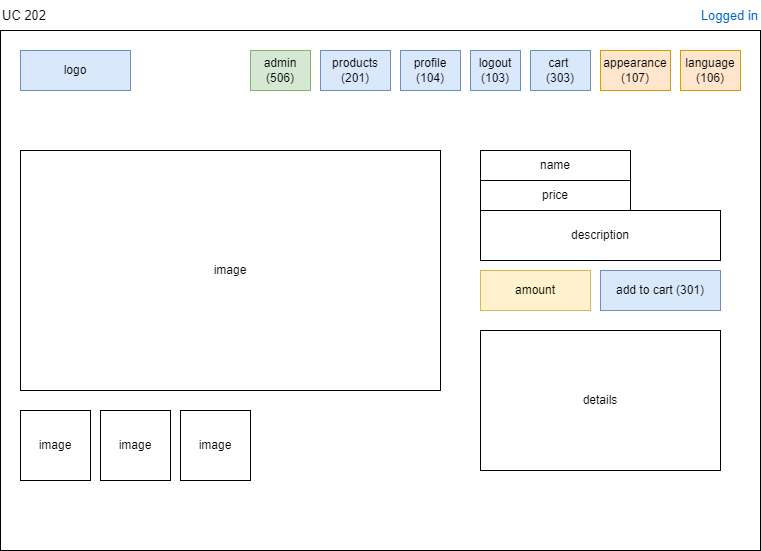 UC 202
Logged in
logo
admin
(506)
products
(201)
profile
(104)
logout
(103)
cart
(303)
appearance
(107)
language
(106)
image
name
price
description
amount
add to cart (301)
details
image
image
image